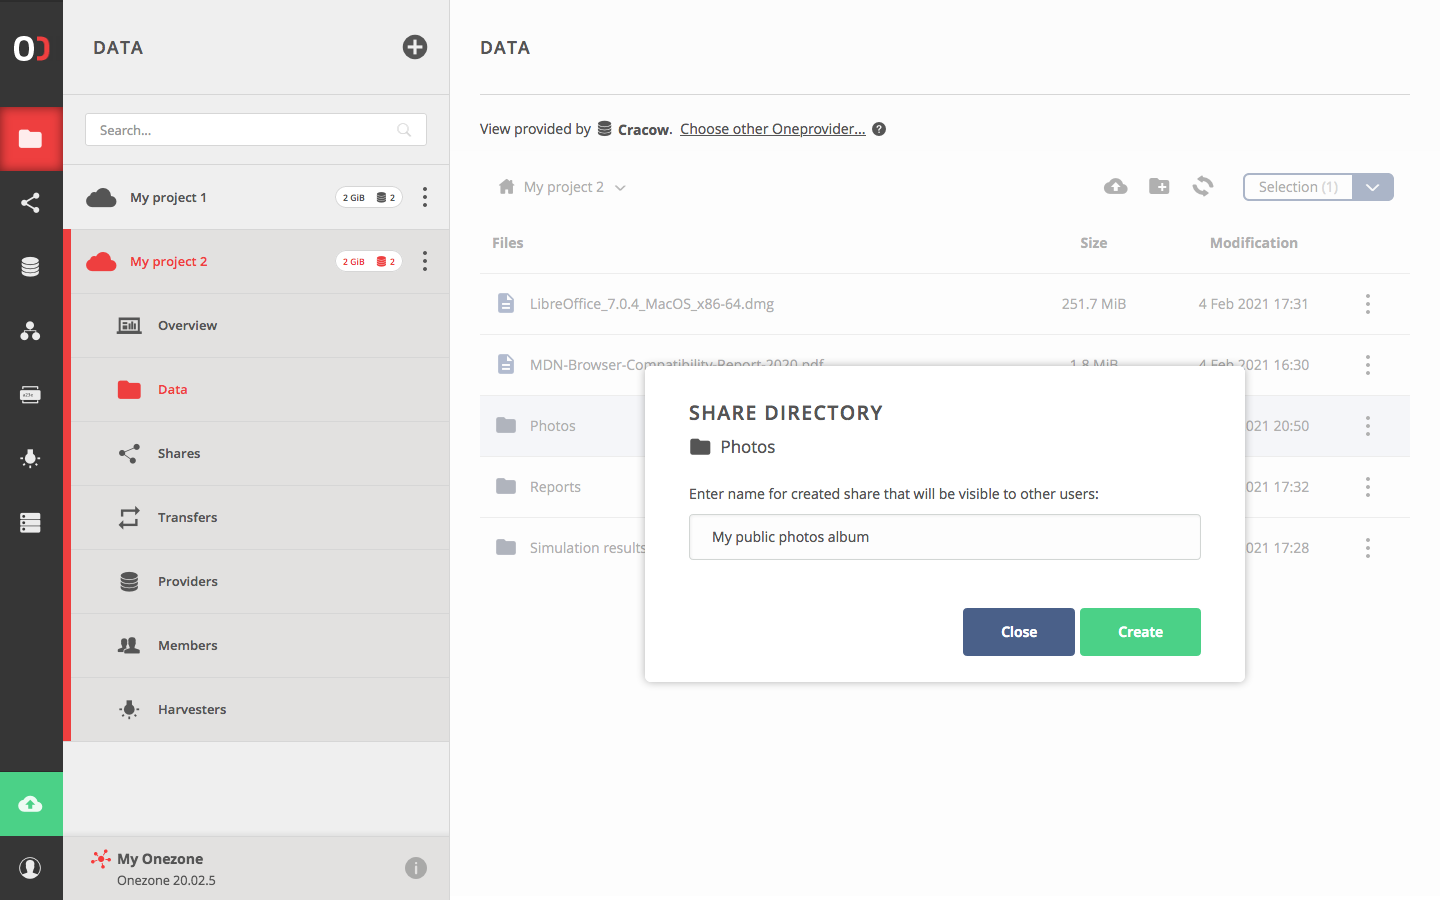 DATA
Search...
My project 1
2 GiB 2
My project 2
2 GiB 2
Overview
Data
Shares
Transfers
Providers
Members
Harvesters
My Onezone
Onezone 20.02.5
DATA
View provided by Cracow. Choose other Oneprovider... ?
My project 2
Selection (1)
Files Size Modification
LibreOffice_7.0.4_MacOS_x86-64.dmg 251.7 MiB 4 Feb 2021 17:31
MDN-Browser-Compatibility-Report-2020.pdf 1.8 MiB 4 Feb 2021 16:30
Photos 021 20:50
Reports 021 17:32
Simulation results 021 17:28
SHARE DIRECTORY
Photos
Enter name for created share that will be visible to other users:
My public photos album
Close Create